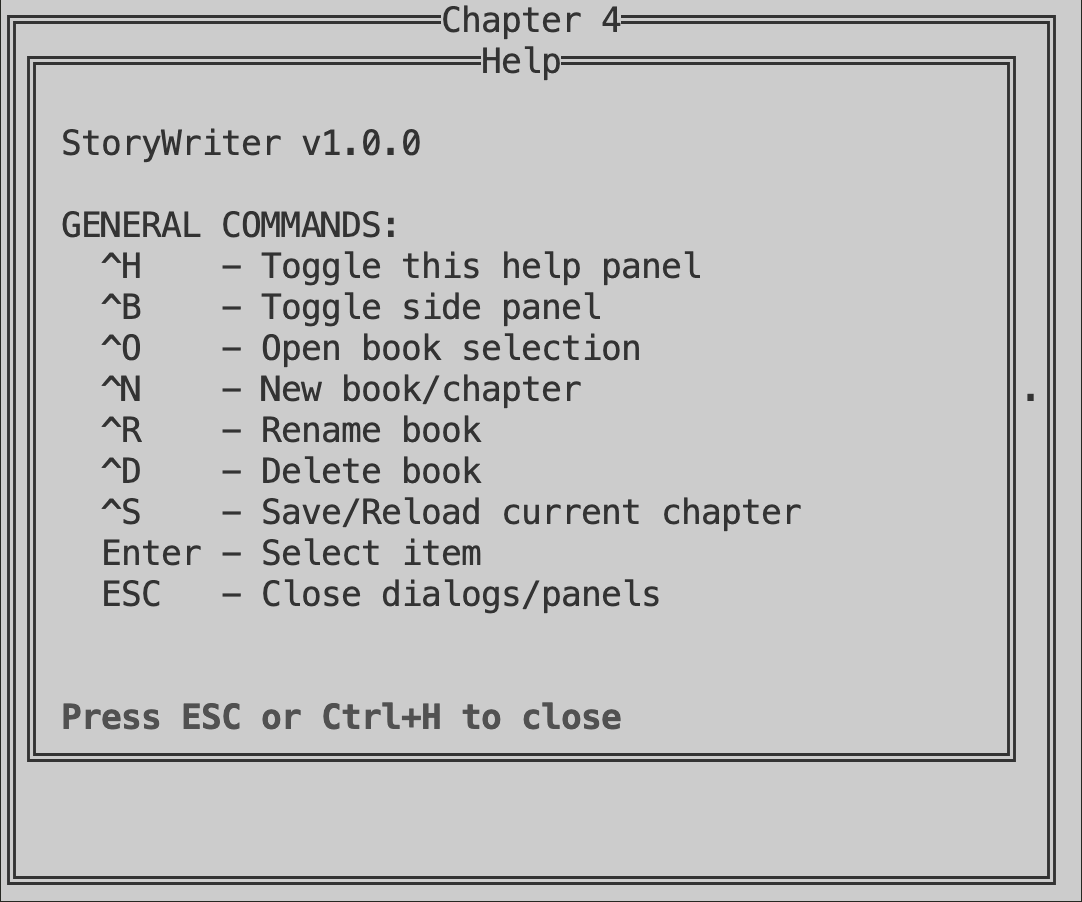 Chapter 4
Help
StoryWriter v1.0.0
GENERAL COMMANDS:
^H    – Toggle this help panel
^B    – Toggle side panel
^O    – Open book selection
^N    – New book/chapter
.
^R    – Rename book
^D    – Delete book
^S    – Save/Reload current chapter
Enter – Select item
ESC   – Close dialogs/panels
Press ESC or Ctrl+H to close